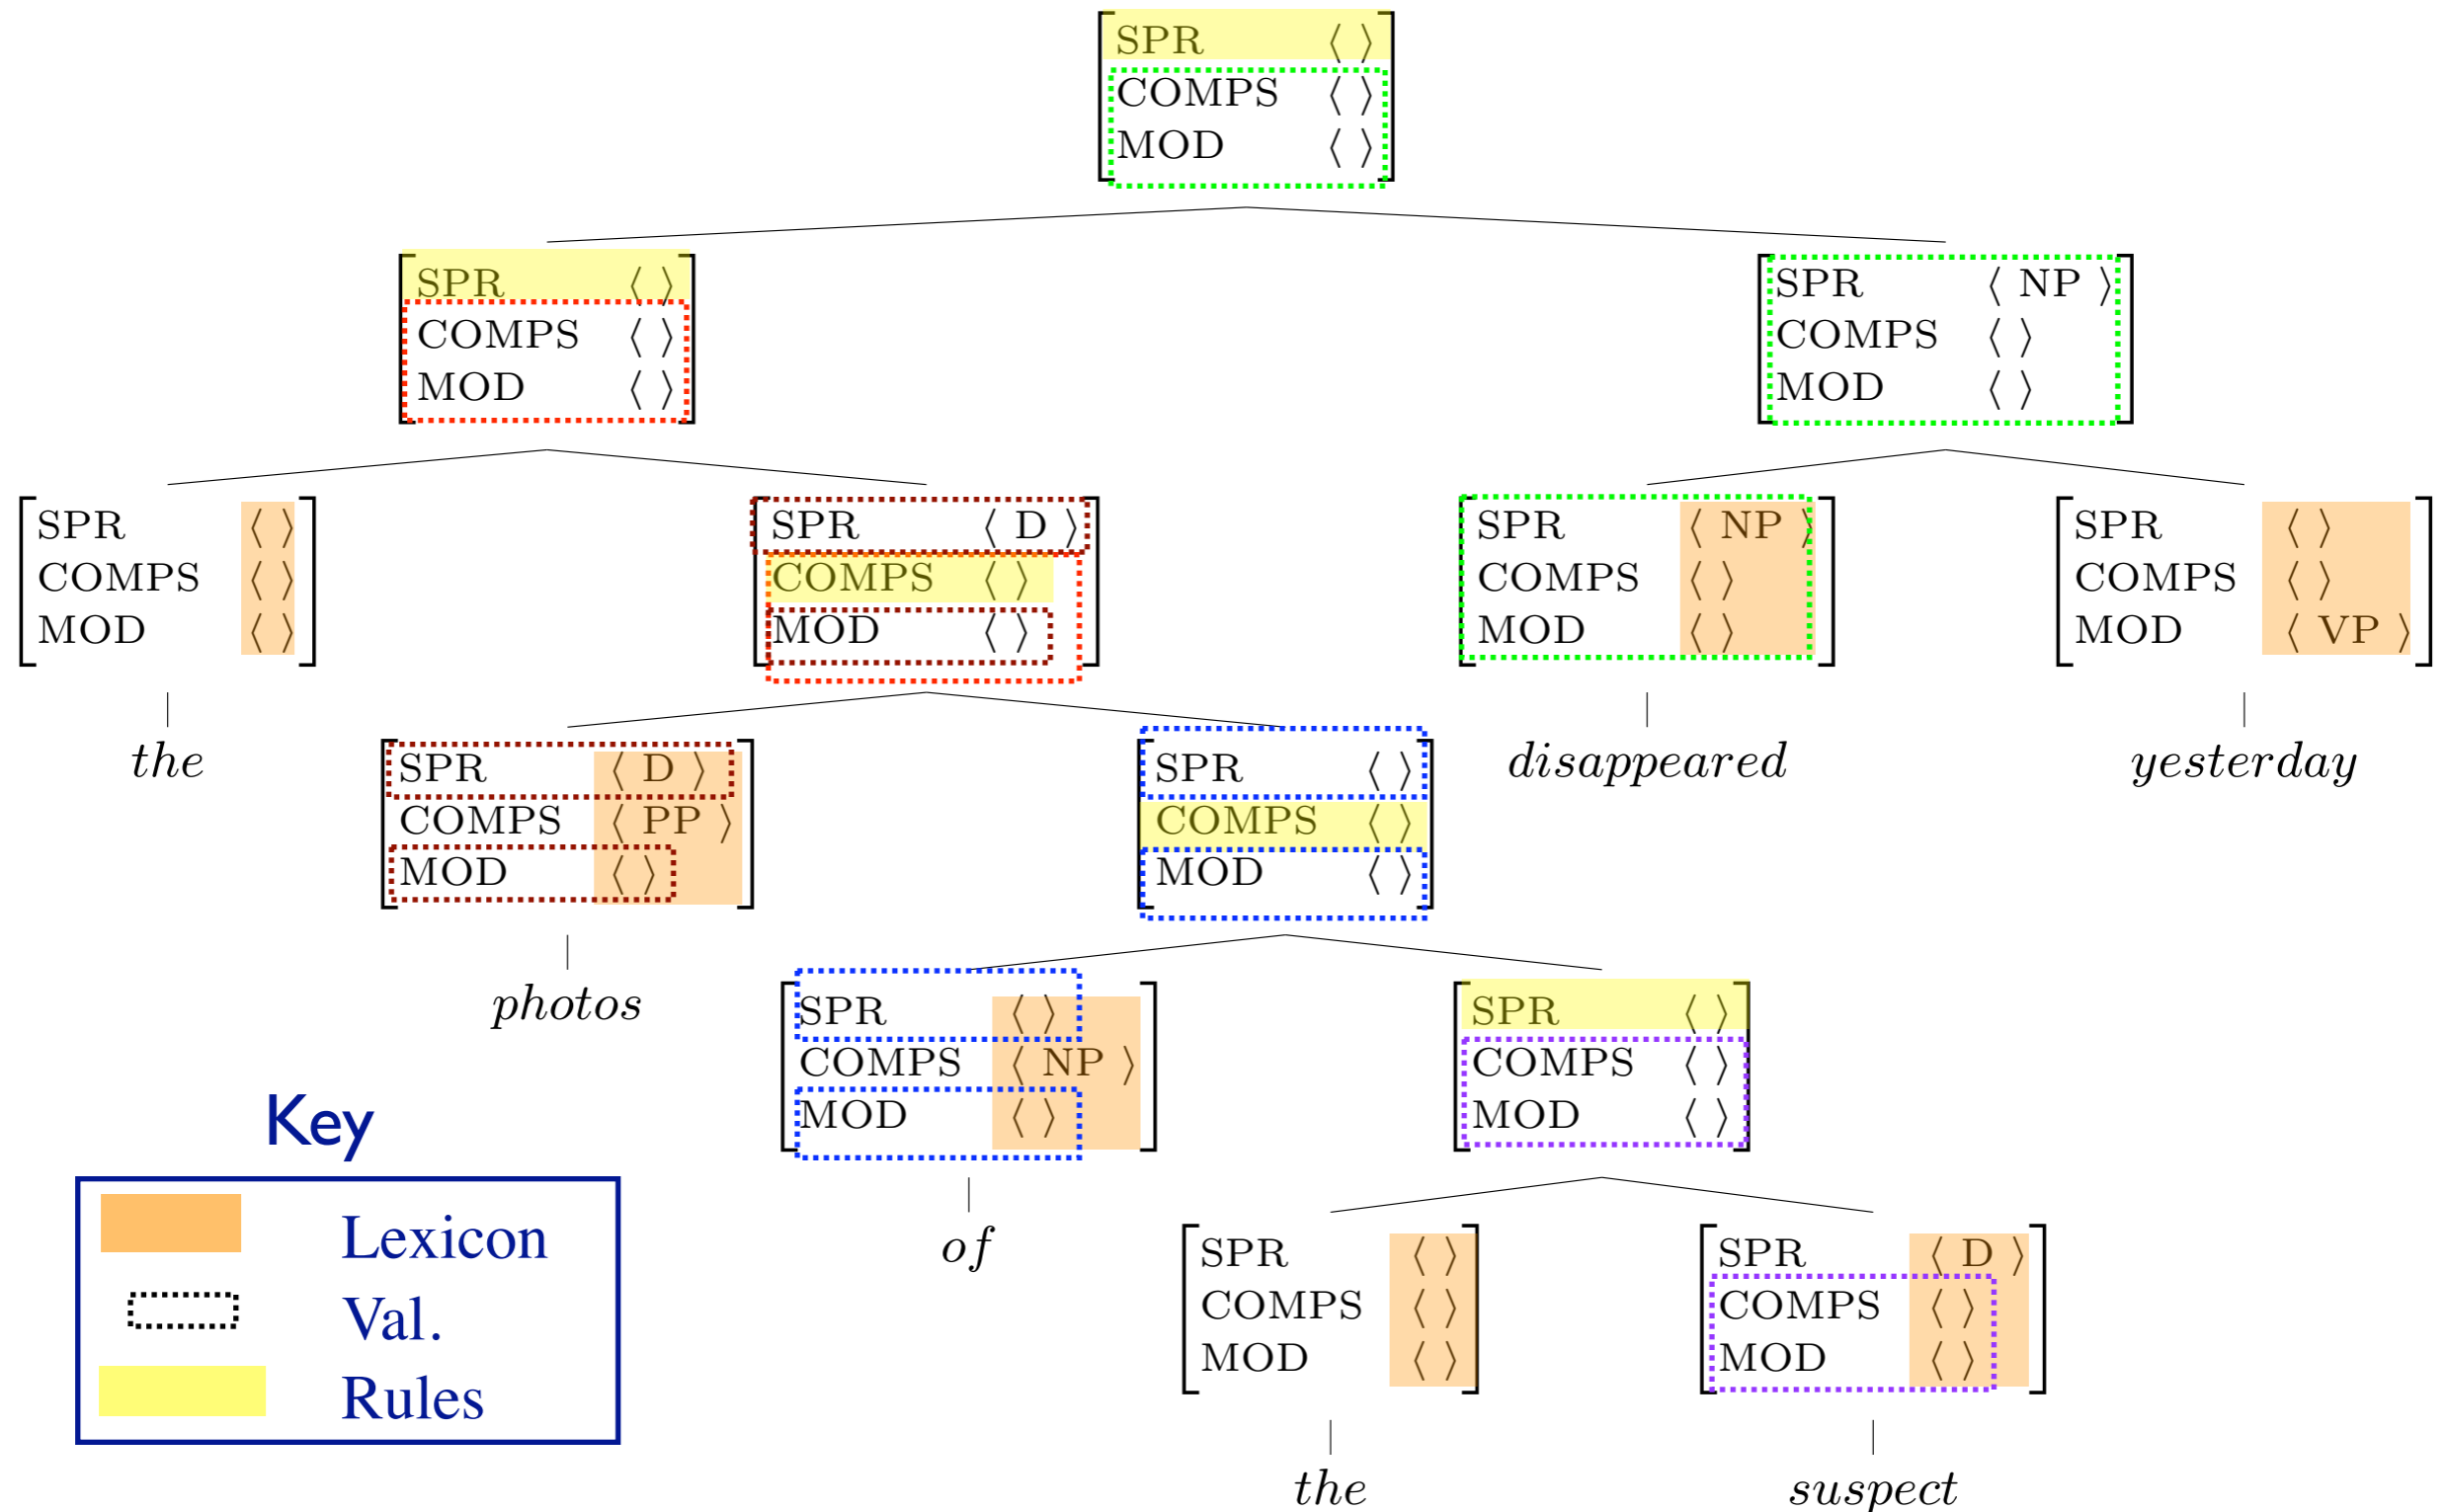 SPR ⟨ ⟩
COMPS ⟨ ⟩
MOD ⟨ ⟩
SPR ⟨ ⟩
COMPS ⟨ ⟩
MOD ⟨ ⟩
SPR ⟨ NP ⟩
COMPS ⟨ ⟩
MOD ⟨ ⟩
SPR ⟨ ⟩
COMPS ⟨ ⟩
MOD ⟨ ⟩
the
SPR ⟨ D ⟩
COMPS ⟨ ⟩
MOD ⟨ ⟩
SPR ⟨ NP ⟩
COMPS ⟨ ⟩
MOD ⟨ ⟩
disappeared
SPR ⟨ ⟩
COMPS ⟨ ⟩
MOD ⟨ VP ⟩
yesterday
SPR ⟨ D ⟩
COMPS ⟨ PP ⟩
MOD ⟨ ⟩
photos
SPR ⟨ ⟩
COMPS ⟨ ⟩
MOD ⟨ ⟩
SPR ⟨ ⟩
COMPS ⟨ NP ⟩
MOD ⟨ ⟩
of
SPR ⟨ ⟩
COMPS ⟨ ⟩
MOD ⟨ ⟩
SPR ⟨ ⟩
COMPS ⟨ ⟩
MOD ⟨ ⟩
the
SPR ⟨ D ⟩
COMPS ⟨ ⟩
MOD ⟨ ⟩
suspect
Key
Lexicon
Val.
Rules